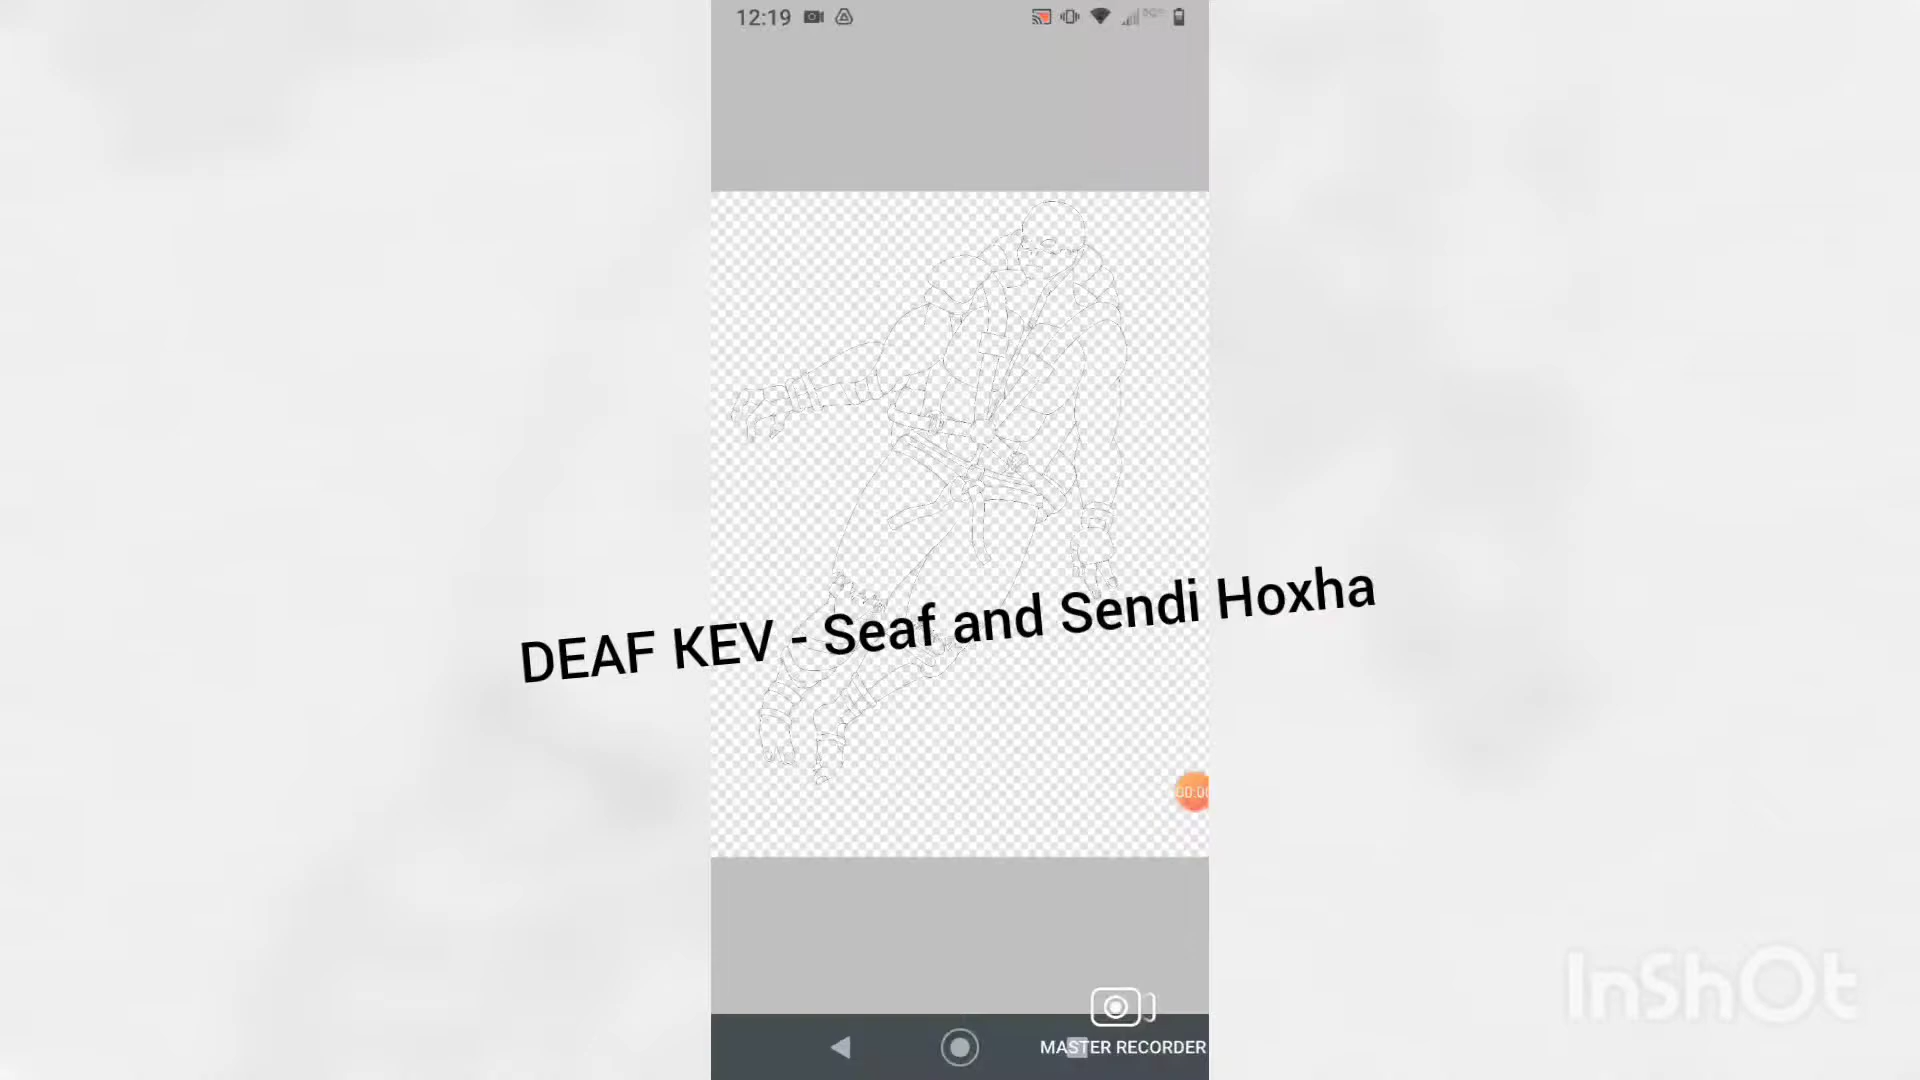 12:19
DEAF KEV - Seaf and Sendi Hoxha
MASTER RECORDER
InShOt